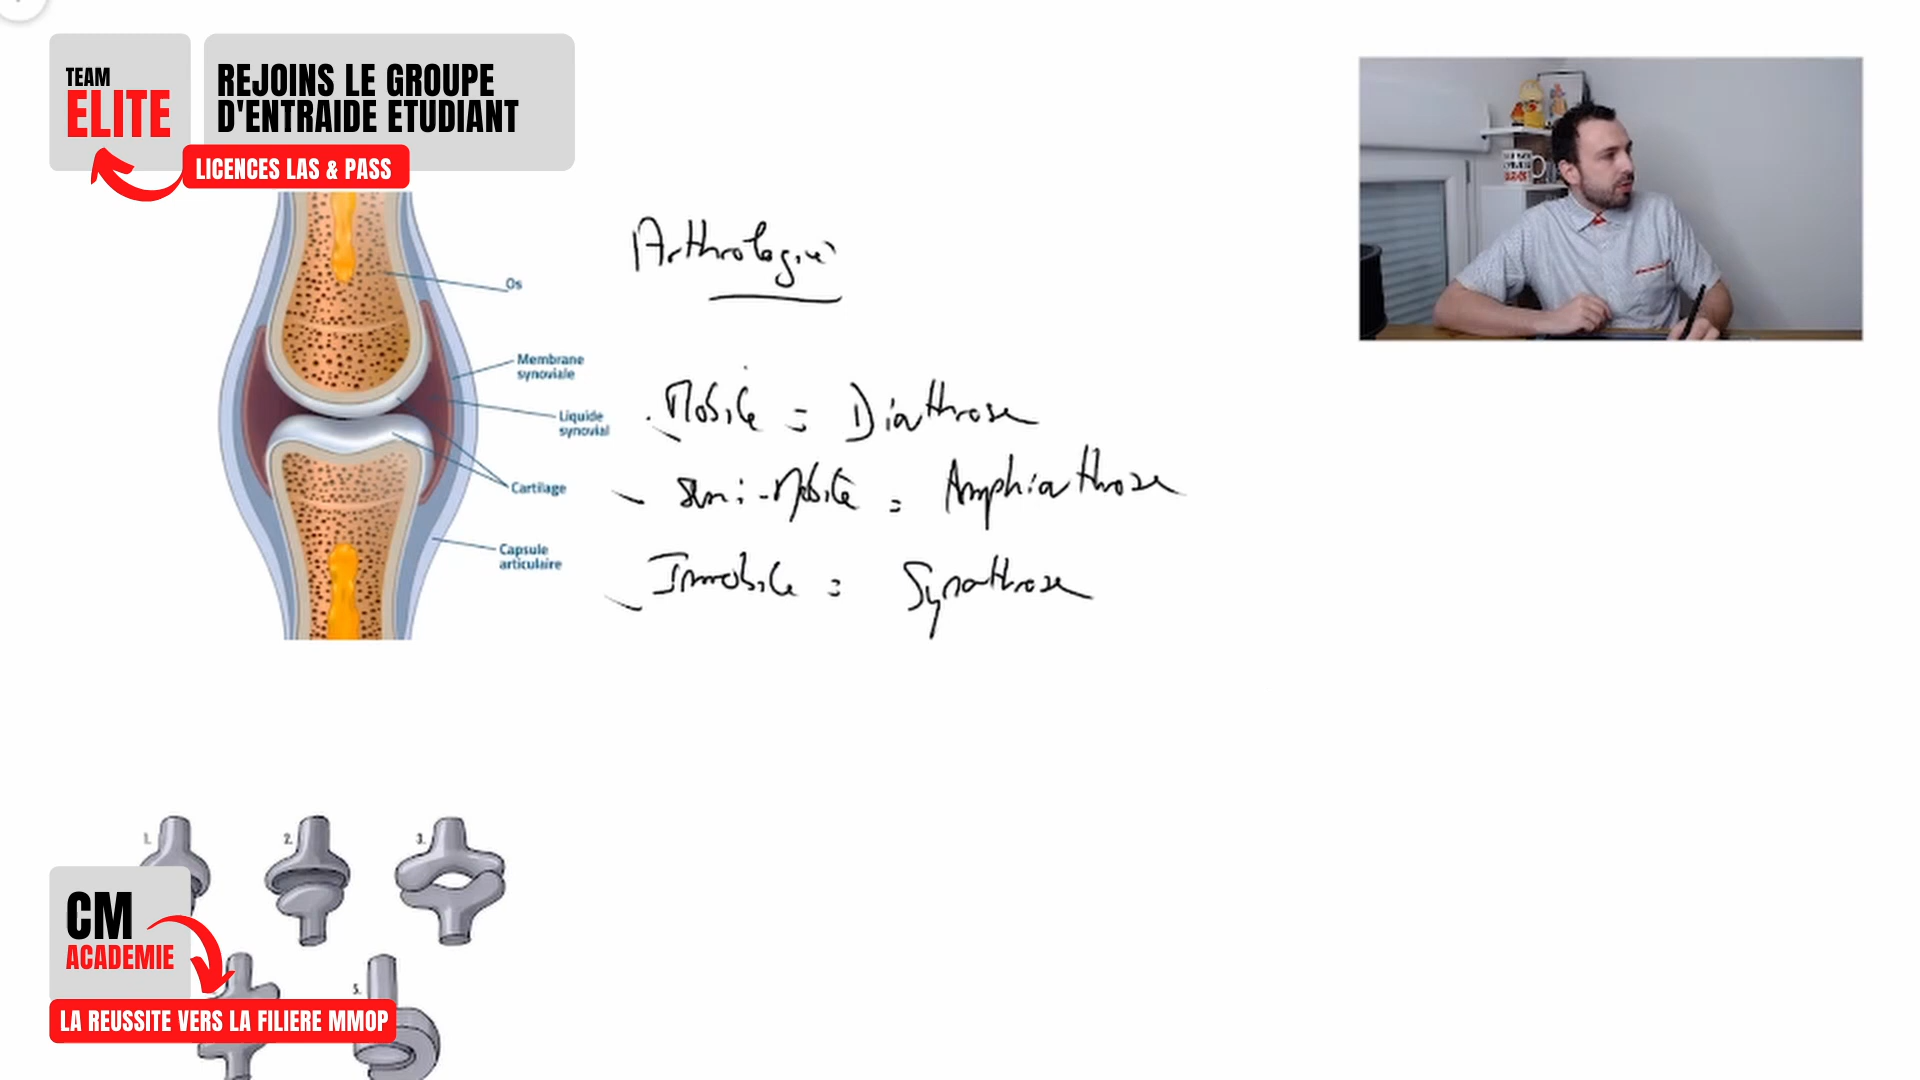 TEAM
ELITE
REJOINS LE GROUPE
D'ENTRAIDE ETUDIANT
LICENCES LAS & PASS
Os
Membrane
synoviale
Liquide
synovial
Cartilage
Capsule
articulaire
Arthrologie
Mobile = Diarthrose
Semi-Mobile = Amphiarthrose
Immobile = Synarthrose
1.
2.
3.
5.
CM
ACADEMIE
LA REUSSITE VERS LA FILIERE MMOP